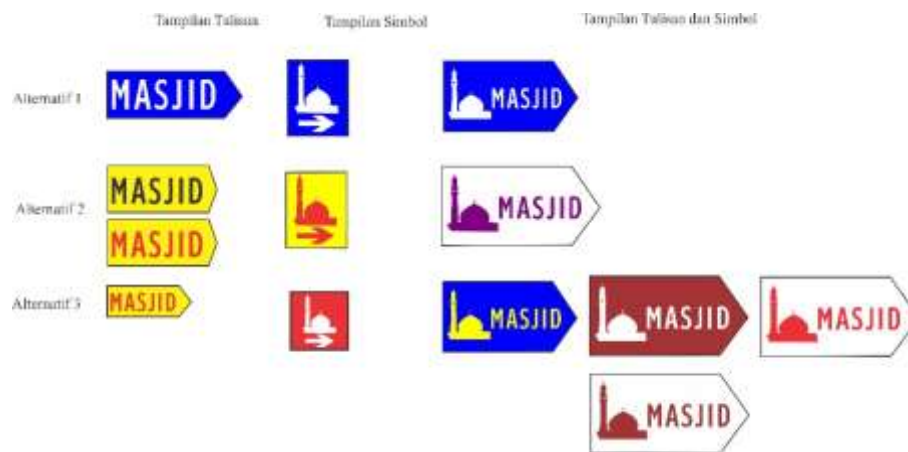 Tampilan Tulisan Tampilan Simbol Tampilan Tulisan dan Simbol
Alternatif 1 MASJID MASJID
Alternatif 2 MASJID MASJID
MASJID
Alternatif 3 MASJID MASJID MASJID MASJID
MASJID